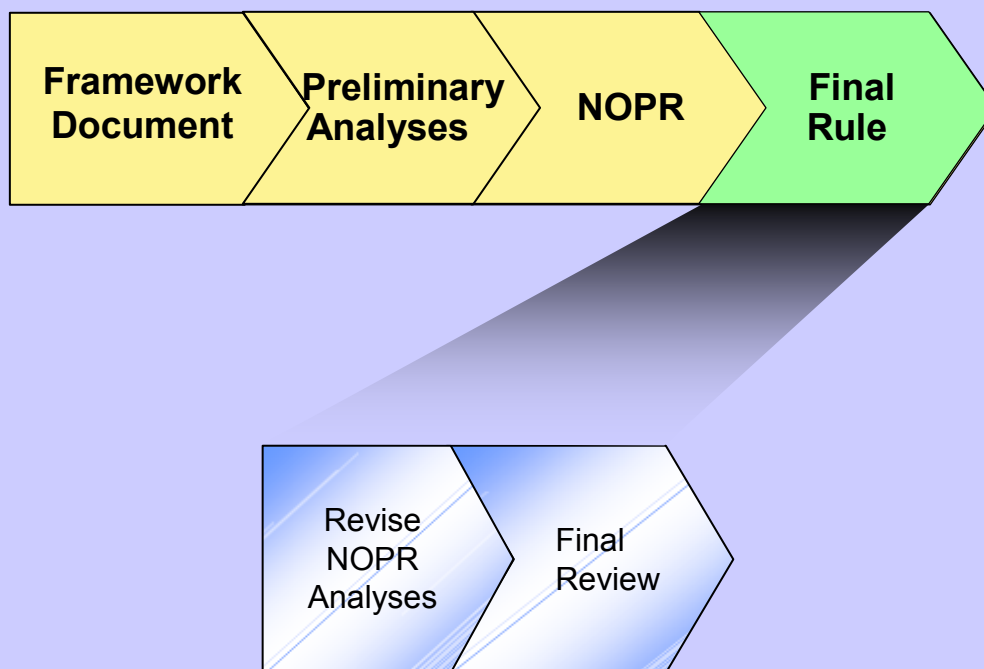 Framework
Document
Preliminary
Analyses
NOPR
Final
Rule
Revise
NOPR
Analyses
Final
Review